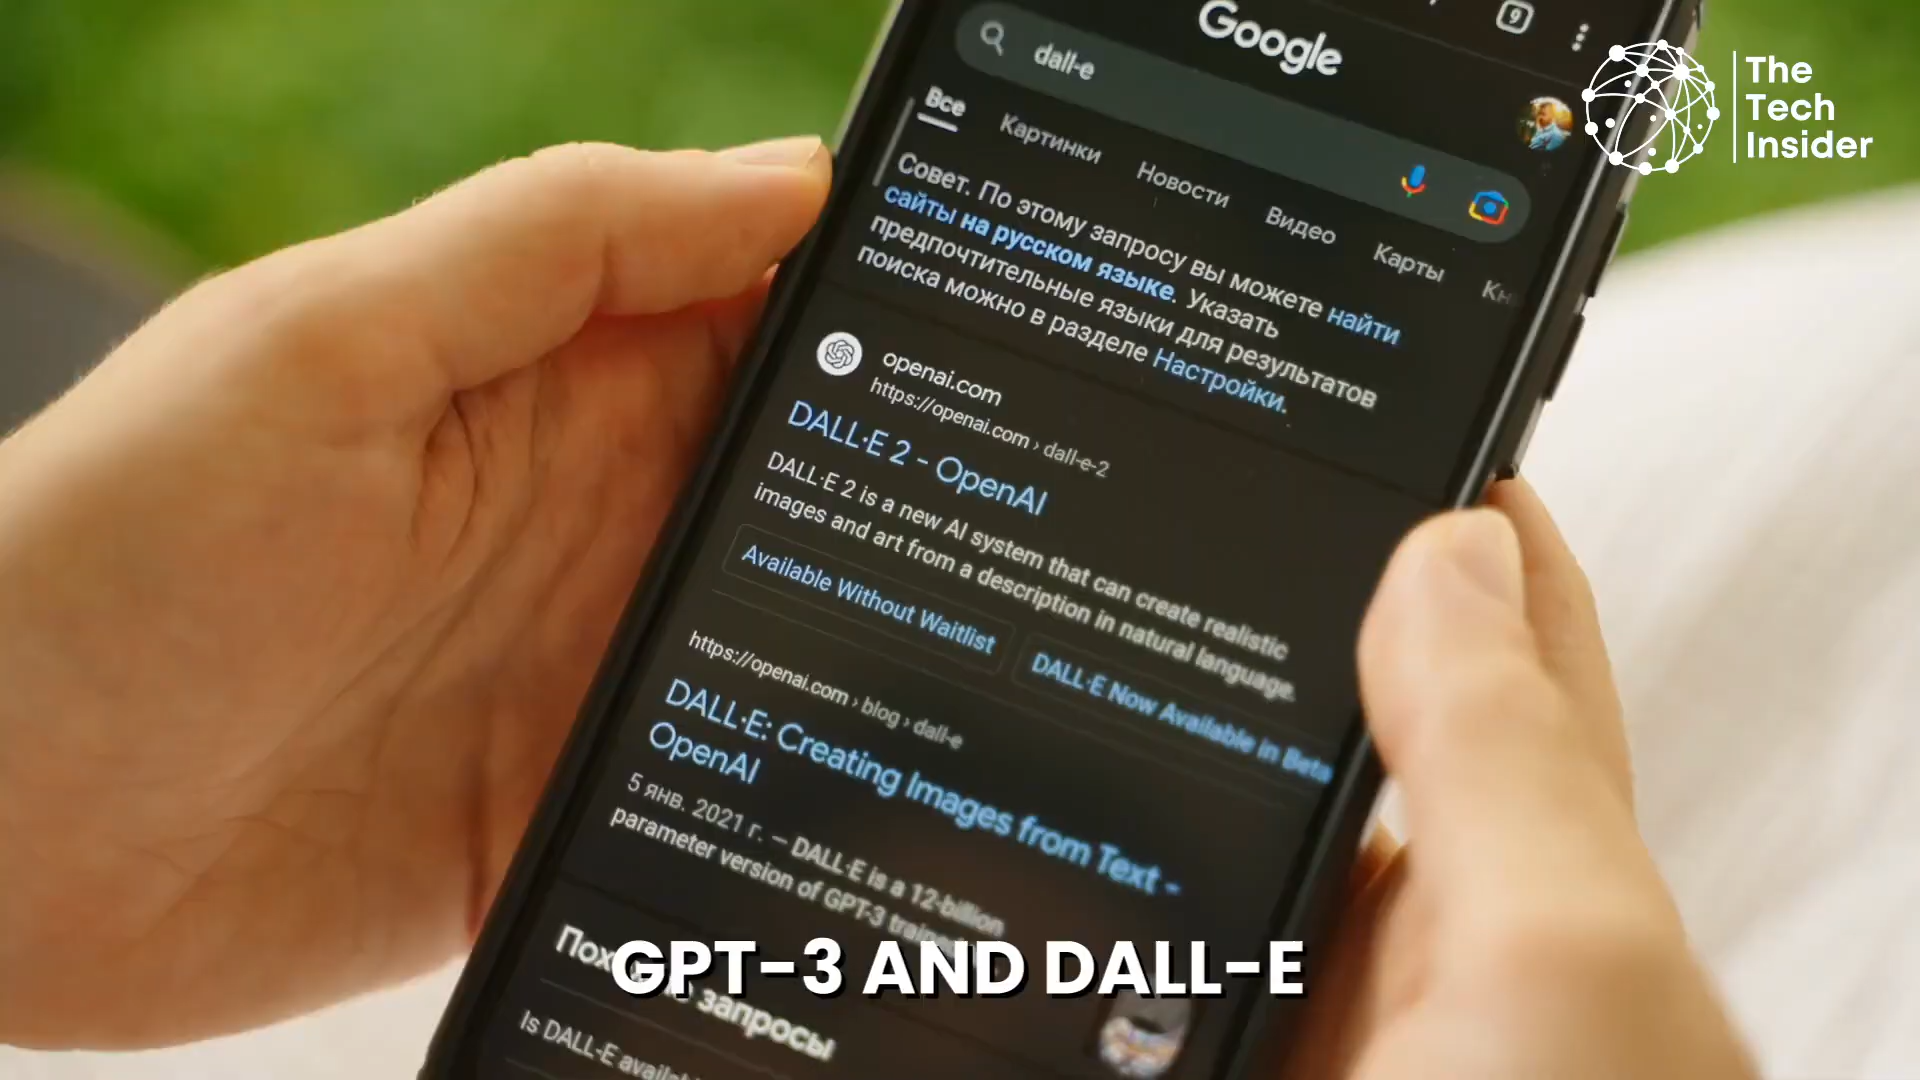 9
Google
dall-e
The
Tech
Insider
Все Картинки Новости Видео Карты
Совет. По этому запросу вы можете найти
сайты на русском языке. Указать
предпочтительные языки для результатов
поиска можно в разделе Настройки.
openai.com
https://openai.com › dall-e-2
DALL·E 2 - OpenAI
DALL·E 2 is a new AI system that can create realistic
images and art from a description in natural language.
Available Without Waitlist DALL·E Now Available in Beta
https://openai.com › blog › dall-e
DALL·E: Creating Images from Text -
OpenAI
5 янв. 2021 г. — DALL·E is a 12-billion
parameter version of GPT-3
запросы
GPT-3 AND DALL-E
Is DALL·E